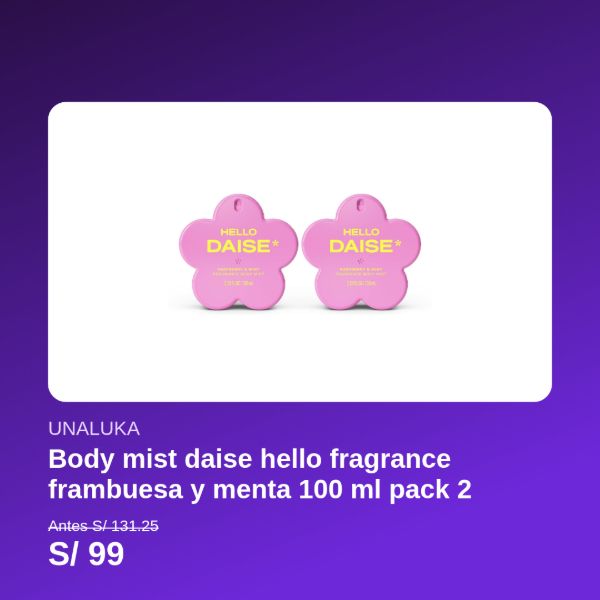 HELLO
DAISE*
HELLO
DAISE*
UNALUKA
Body mist daise hello fragrance
frambuesa y menta 100 ml pack 2
Antes S/ 131.25
S/ 99